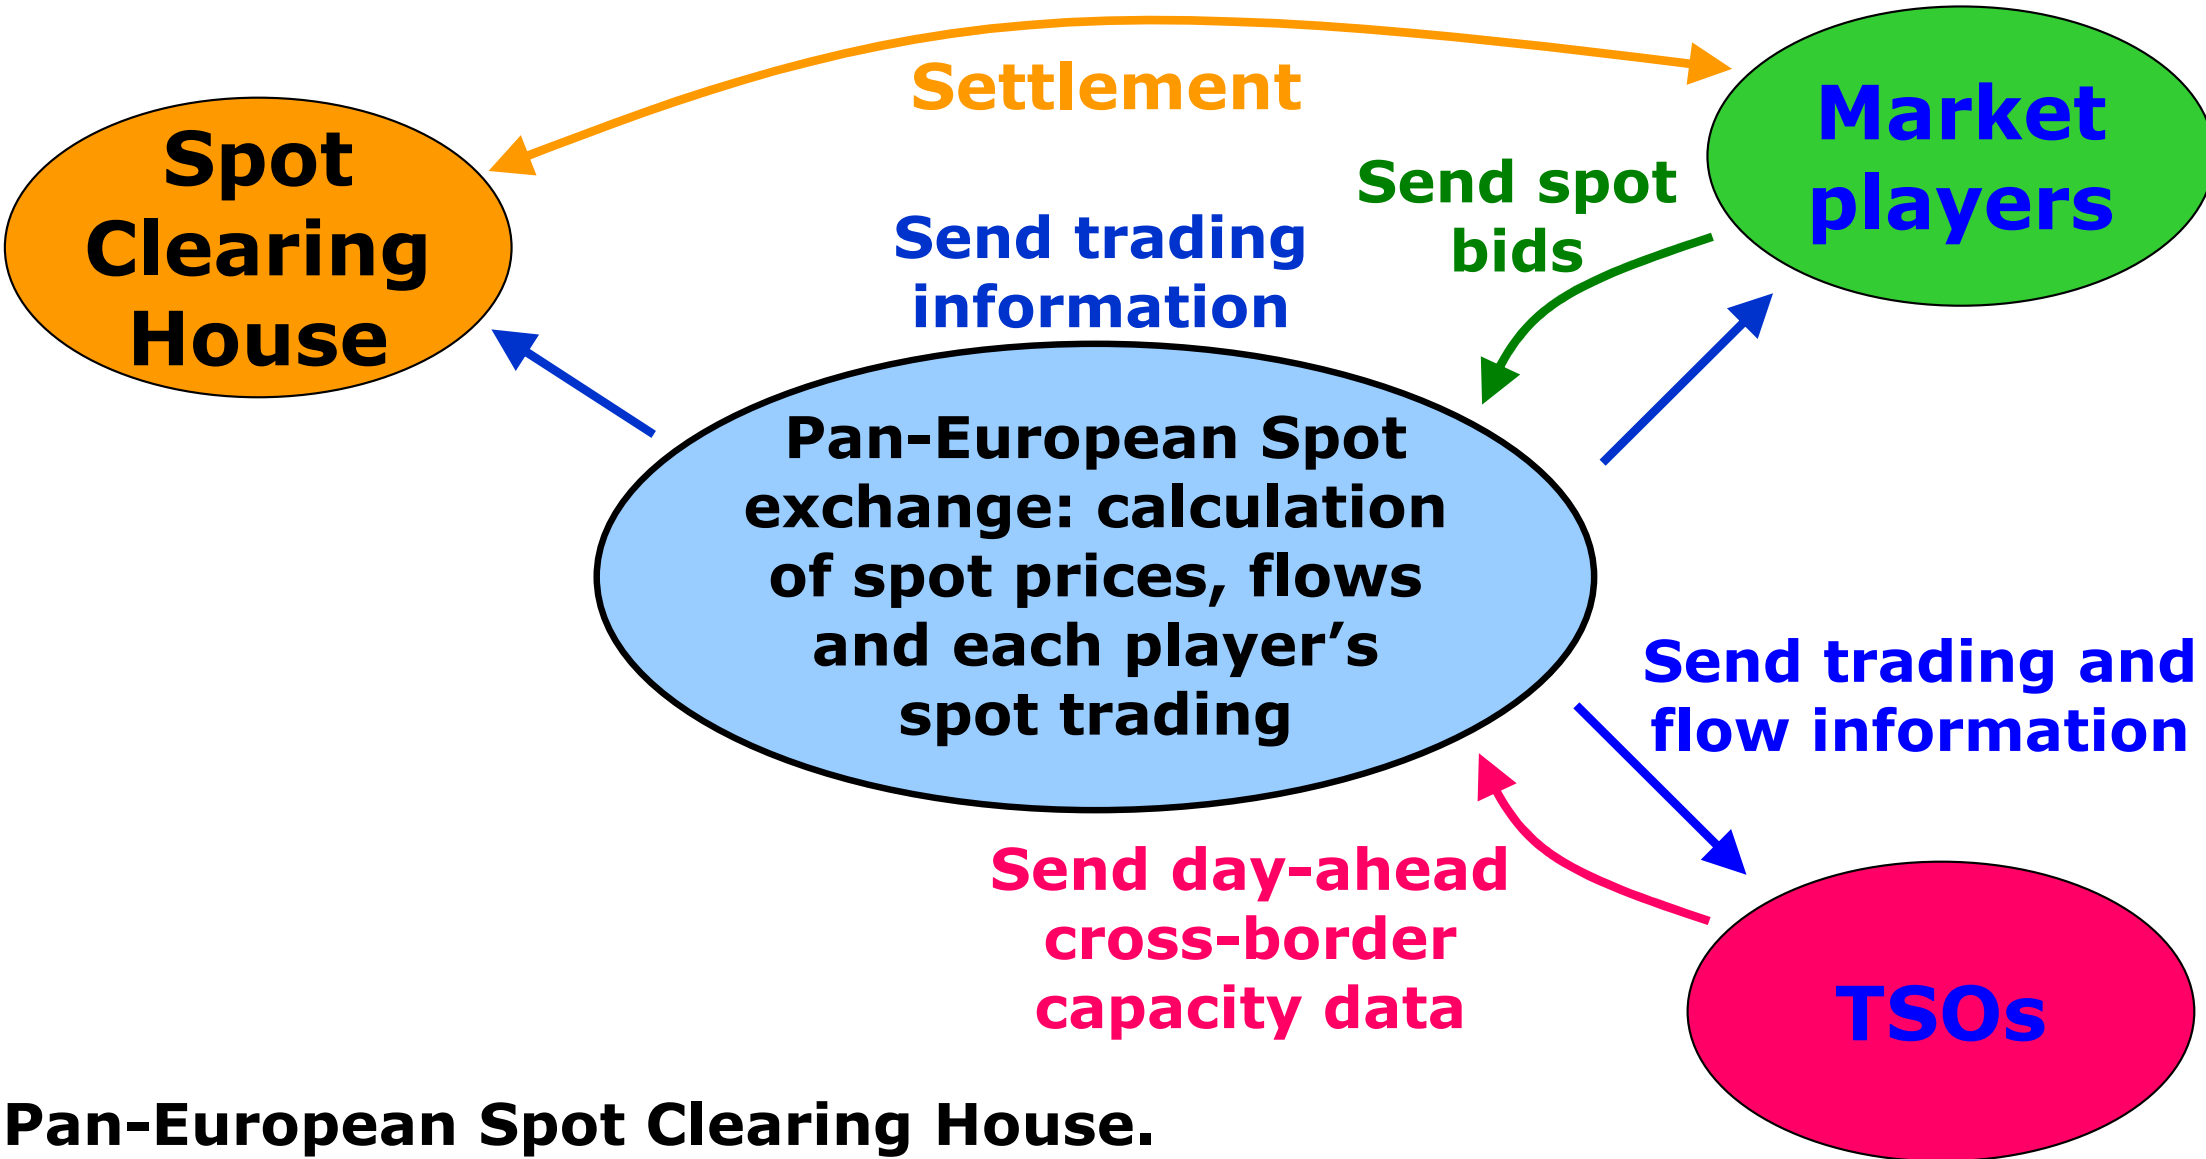 Settlement
Market
players
Spot
Clearing
House
Send spot
bids
Send trading
information
Pan-European Spot
exchange: calculation
of spot prices, flows
and each player’s
spot trading
Send trading and
flow information
Send day-ahead
cross-border
capacity data
TSOs
Pan-European Spot Clearing House.